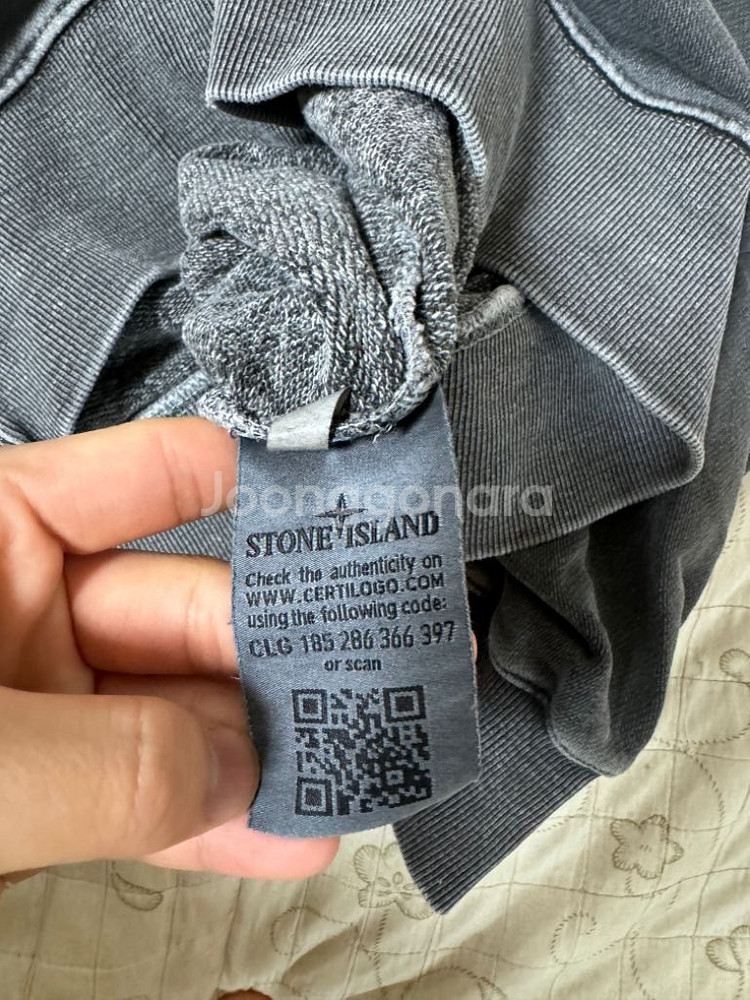 Joongonara
STONE ISLAND
Check the authenticity on
WWW.CERTILOGO.COM
using the following code:
CLG 185 286 366 397
or scan